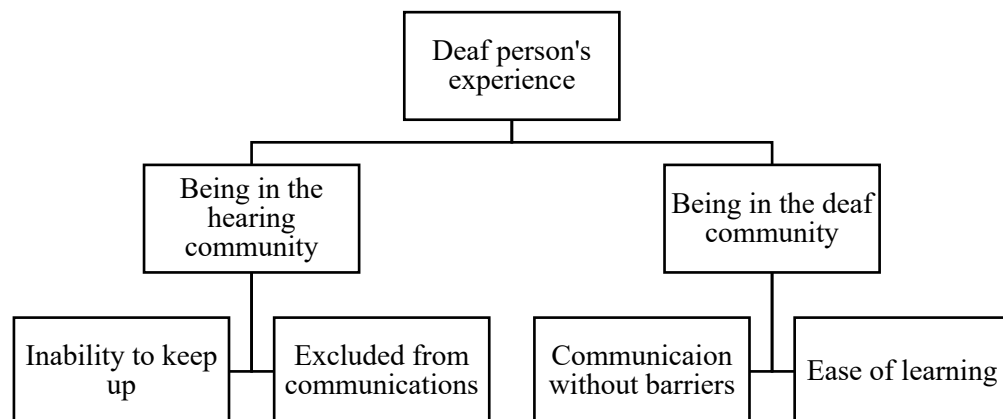 Deaf person's
experience
Being in the
hearing
community
Being in the deaf
community
Inability to keep
up
Excluded from
communications
Communicaion
without barriers
Ease of learning